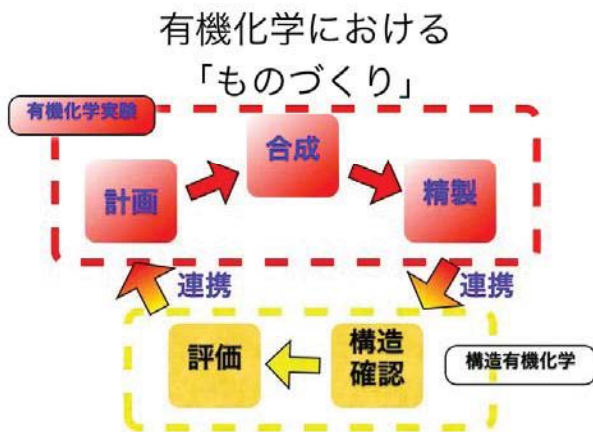 有機化学における
「ものづくり」
有機化学実験
計画
合成
精製
連携
連携
評価
構造
確認
構造有機化学